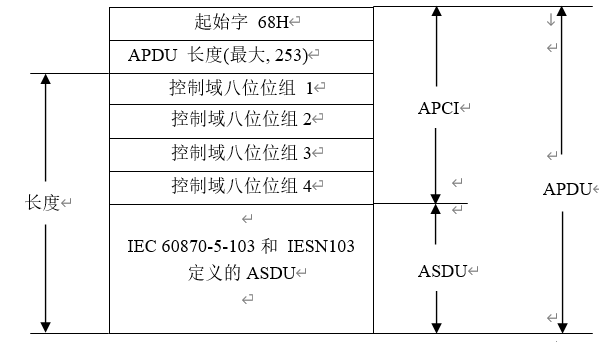 起始字 68H
APDU 长度(最大, 253)
控制域八位位组 1
控制域八位位组 2
控制域八位位组 3
控制域八位位组 4
IEC 60870-5-103 和 IESN103
定义的 ASDU
长度
APCI
ASDU
APDU